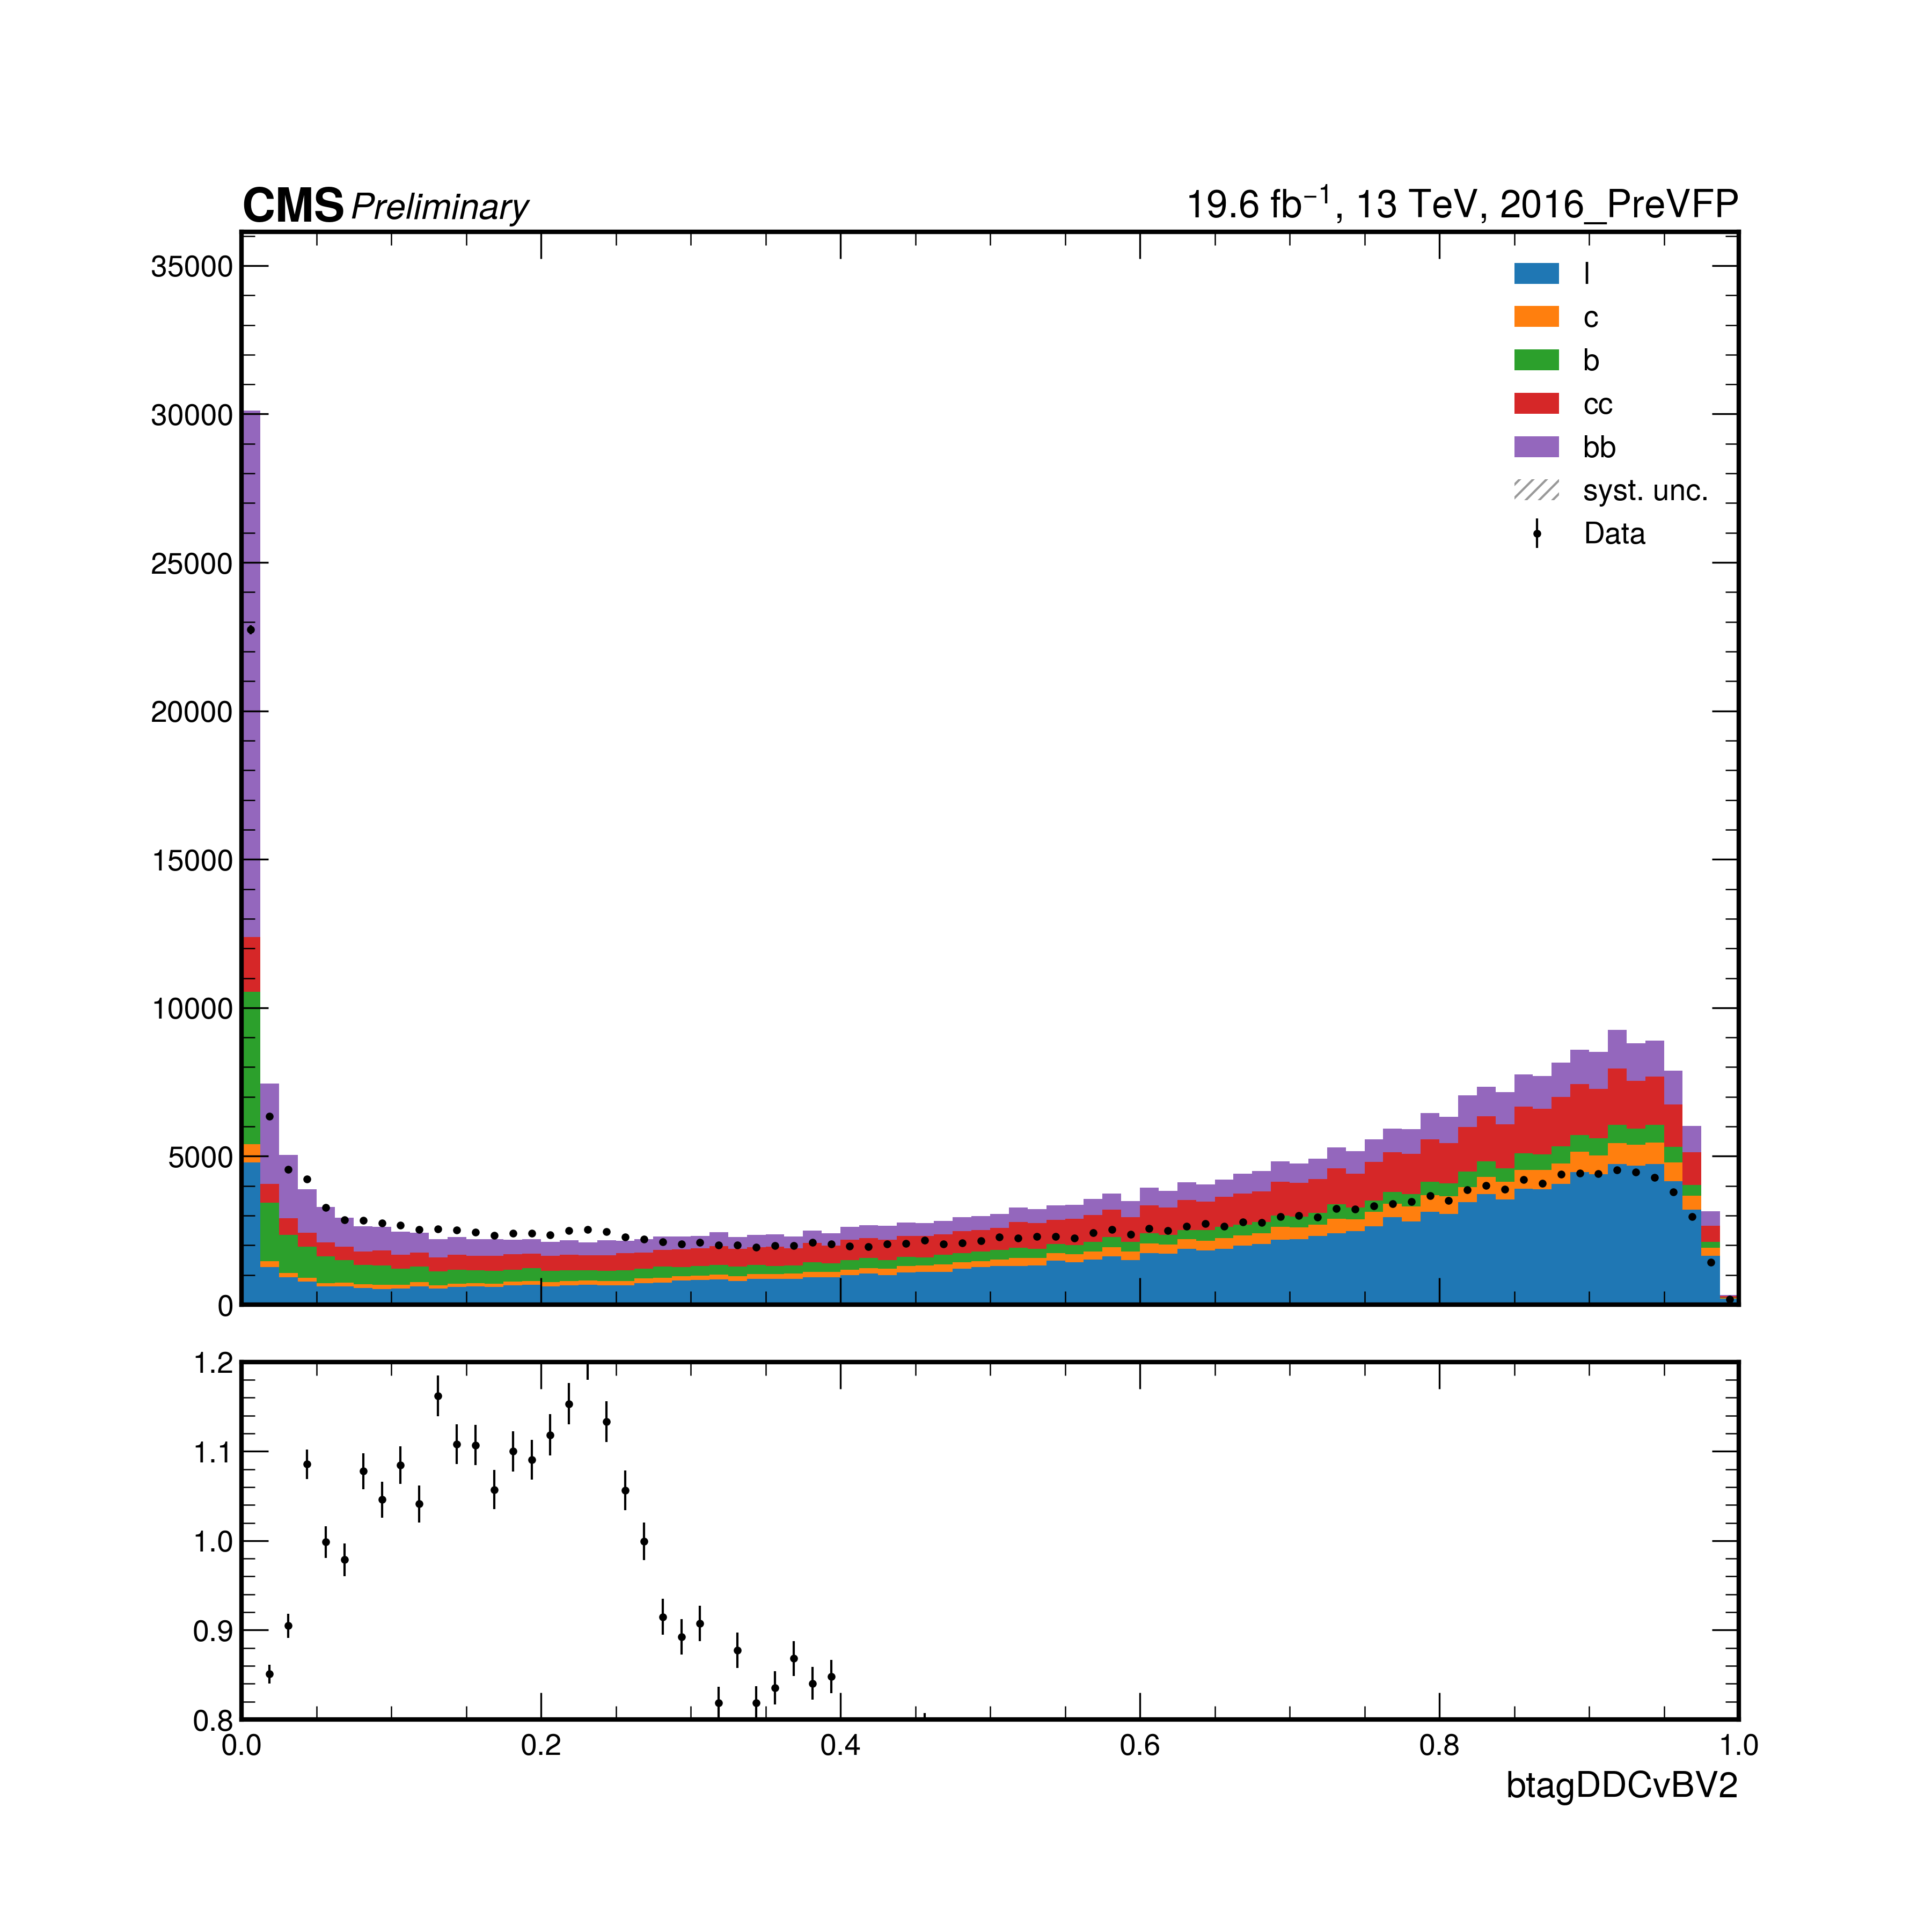 CMS Preliminary
19.6 fb⁻¹, 13 TeV, 2016_PreVFP
35000
30000
25000
20000
15000
10000
5000
0
l
c
b
cc
bb
syst. unc.
Data
1.2
1.1
1.0
0.9
0.8
0.0 0.2 0.4 0.6 0.8 1.0
btagDDCvBV2